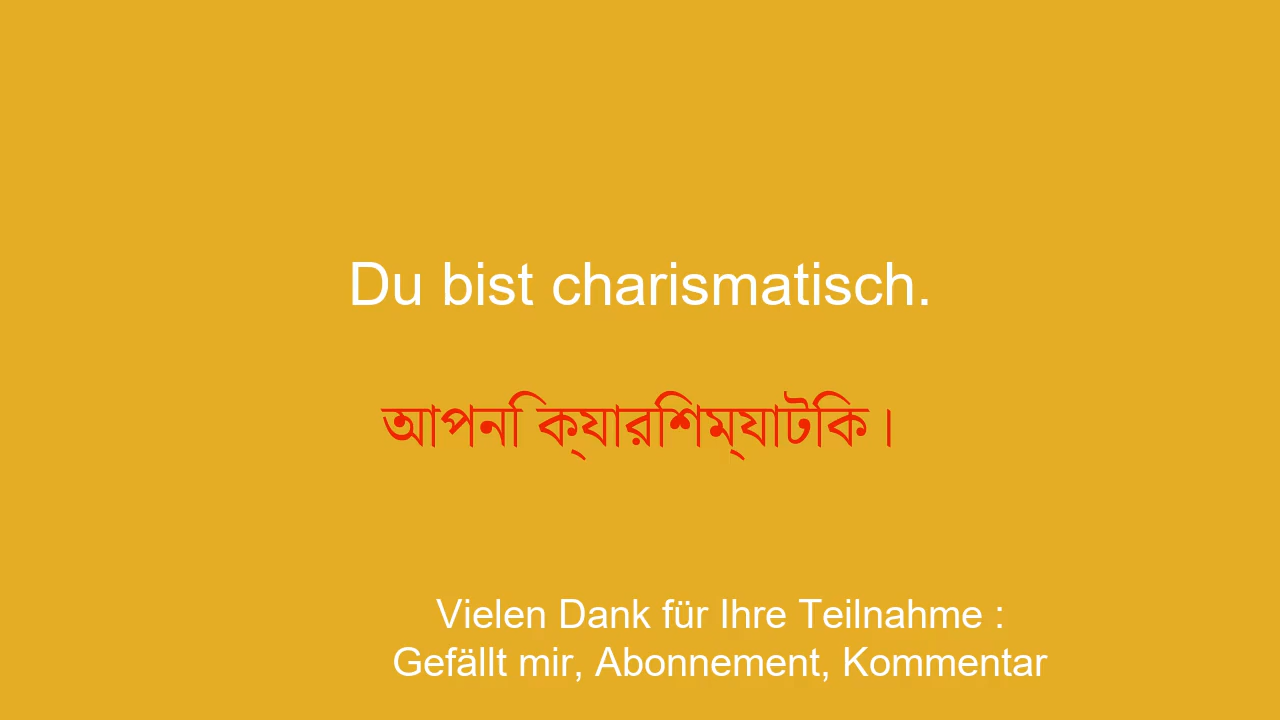 Du bist charismatisch.
আপনি ক্যারিশম্যাটিক।
Vielen Dank für Ihre Teilnahme :
Gefällt mir, Abonnement, Kommentar